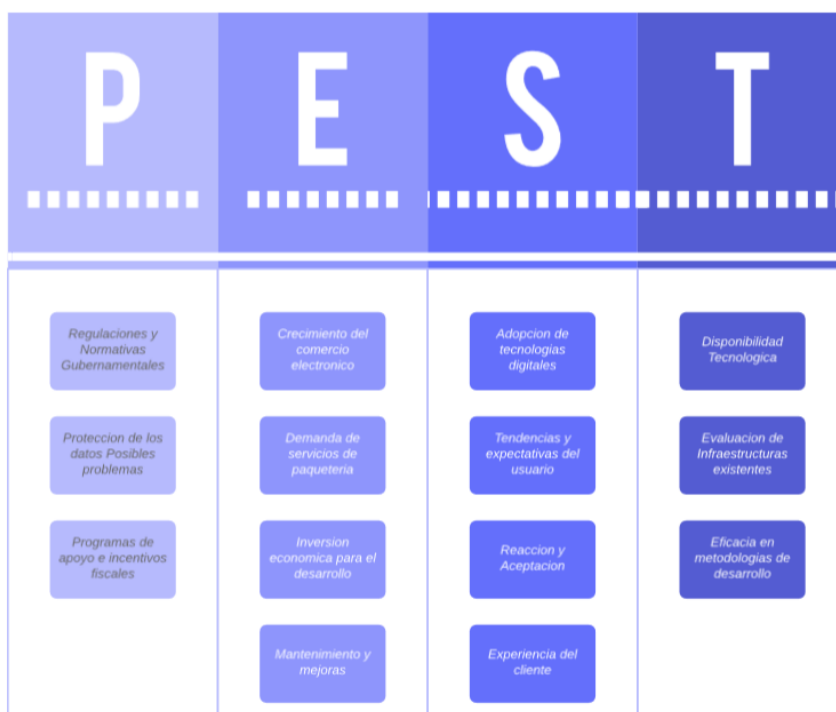 P
E
S
T
Regulaciones y
Normativas
Gubernamentales
Proteccion de los
datos Posibles
problemas
Programas de
apoyo e incentivos
fiscales
Crecimiento del
comercio
electronico
Demanda de
servicios de
paqueteria
Inversion
economica para el
desarrollo
Mantenimiento y
mejoras
Adopcion de
tecnologias
digitales
Tendencias y
expectativas del
usuario
Reaccion y
Aceptacion
Experiencia del
cliente
Disponibilidad
Tecnologica
Evaluacion de
Infraestructuras
existentes
Eficacia en
metodologias de
desarrollo